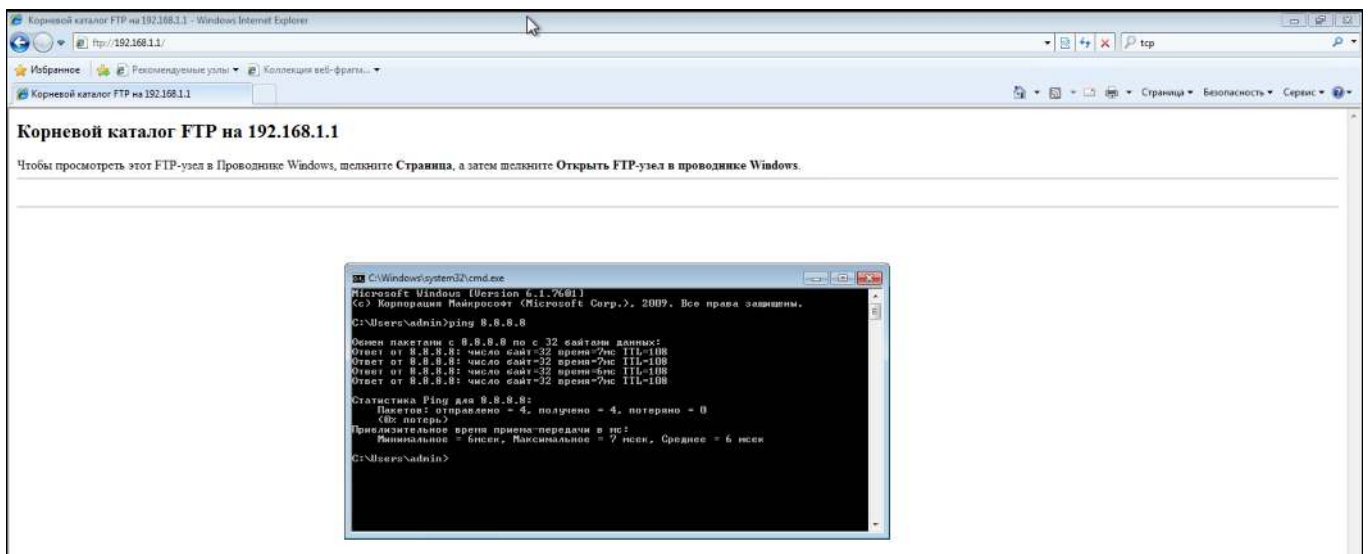 Корневой каталог FTP на 192.168.1.1 - Windows Internet Explorer
ftp://192.168.1.1/
tcp
Избранное Рекомендуемые узлы Коллекция веб-фрагм...
Корневой каталог FTP на 192.168.1.1
Страница Безопасность Сервис
Корневой каталог FTP на 192.168.1.1
Чтобы просмотреть этот FTP-узел в Проводнике Windows, щелкните Страница, а затем щелкните Открыть FTP-узел в проводнике Windows.
C:\Windows\system32\cmd.exe
Microsoft Windows [Version 6.1.7601]
(c) Корпорация Майкрософт (Microsoft Corp.), 2009. Все права защищены.
C:\Users\admin>ping 8.8.8.8
Обмен пакетами с 8.8.8.8 по с 32 байтами данных:
Ответ от 8.8.8.8: число байт=32 время=7мс TTL=108
Ответ от 8.8.8.8: число байт=32 время=7мс TTL=108
Ответ от 8.8.8.8: число байт=32 время=6мс TTL=108
Ответ от 8.8.8.8: число байт=32 время=7мс TTL=108
Статистика Ping для 8.8.8.8:
Пакетов: отправлено = 4, получено = 4, потеряно = 0
(0% потерь)
Приблизительное время приема-передачи в мс:
Минимальное = 6мсек, Максимальное = 7 мсек, Среднее = 6 мсек
C:\Users\admin>